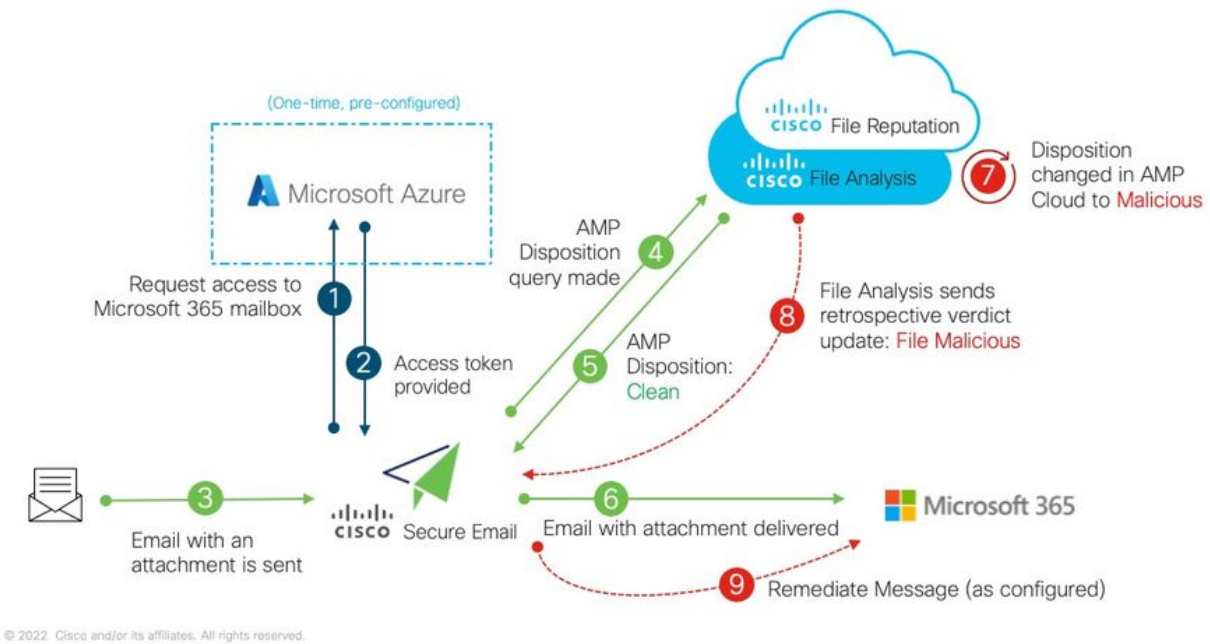 (One-time, pre-configured)
Microsoft Azure
CISCO File Reputation
CISCO File Analysis
7
Disposition
changed in AMP
Cloud to Malicious
Request access to
Microsoft 365 mailbox
1
2
Access token
provided
AMP
Disposition
query made
4
5
AMP
Disposition:
Clean
8
File Analysis sends
retrospective verdict
update: File Malicious
3
Email with an
attachment is sent
CISCO Secure Email
6
Email with attachment delivered
Microsoft 365
9
Remediate Message (as configured)
© 2022 Cisco and/or its affiliates. All rights reserved.